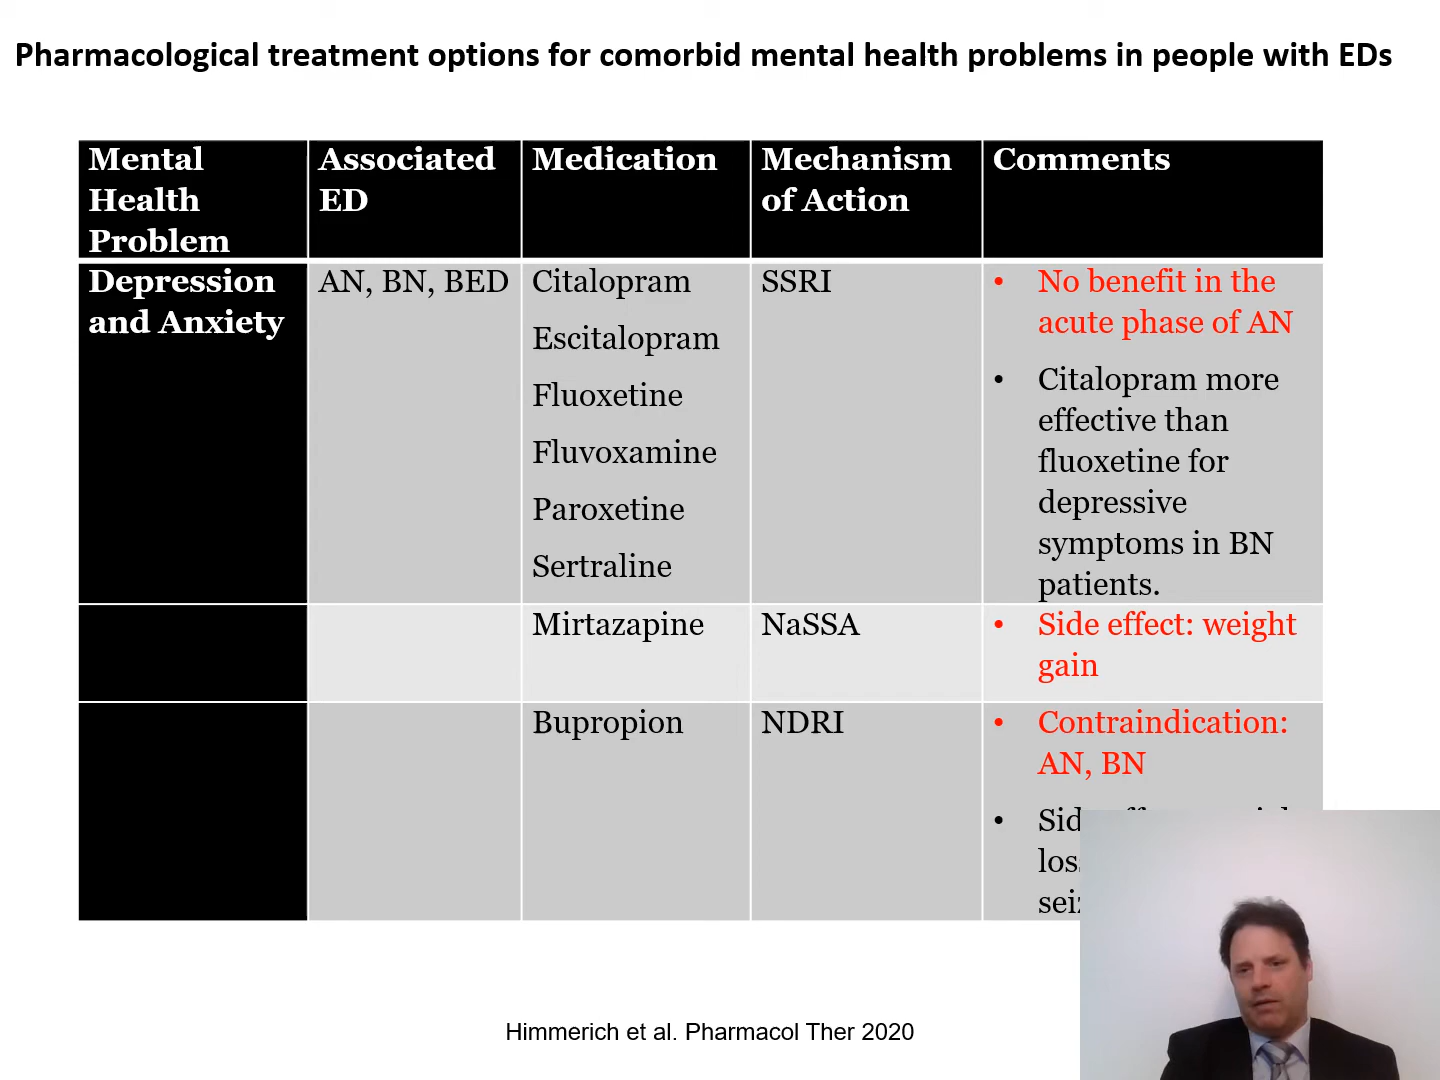 Pharmacological treatment options for comorbid mental health problems in people with EDs
Mental
Health
Problem
Associated
ED
Medication
Mechanism
of Action
Comments
Depression
and Anxiety
AN, BN, BED
Citalopram
Escitalopram
Fluoxetine
Fluvoxamine
Paroxetine
Sertraline
SSRI
• No benefit in the
acute phase of AN
• Citalopram more
effective than
fluoxetine for
depressive
symptoms in BN
patients.
Mirtazapine
NaSSA
• Side effect: weight
gain
Bupropion
NDRI
• Contraindication:
AN, BN
•
Himmerich et al. Pharmacol Ther 2020